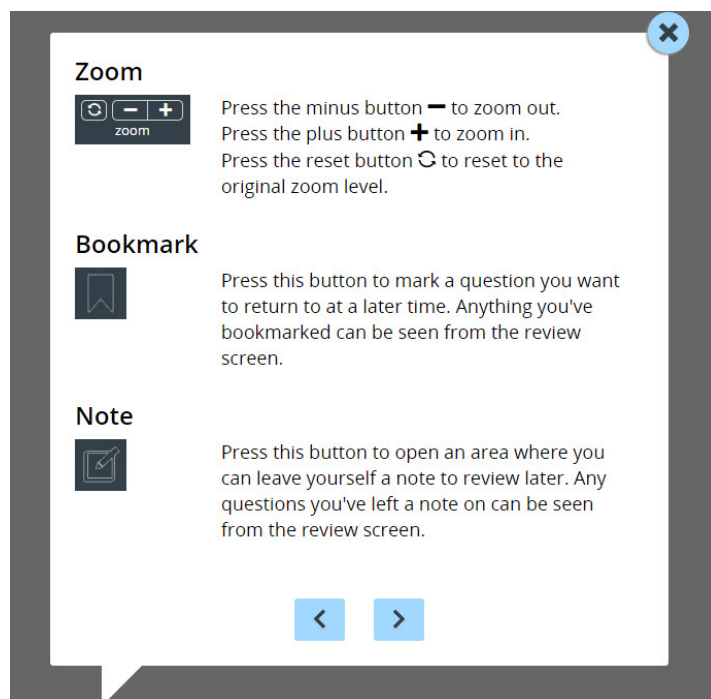 Zoom
zoom
Press the minus button − to zoom out.
Press the plus button + to zoom in.
Press the reset button to reset to the
original zoom level.
Bookmark
Press this button to mark a question you want
to return to at a later time. Anything you've
bookmarked can be seen from the review
screen.
Note
Press this button to open an area where you
can leave yourself a note to review later. Any
questions you've left a note on can be seen
from the review screen.